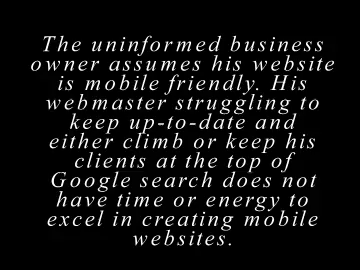 The uninformed business
owner assumes his website
is mobile friendly. His
webmaster struggling to
keep up-to-date and
either climb or keep his
clients at the top of
Google search does not
have time or energy to
excel in creating mobile
websites.